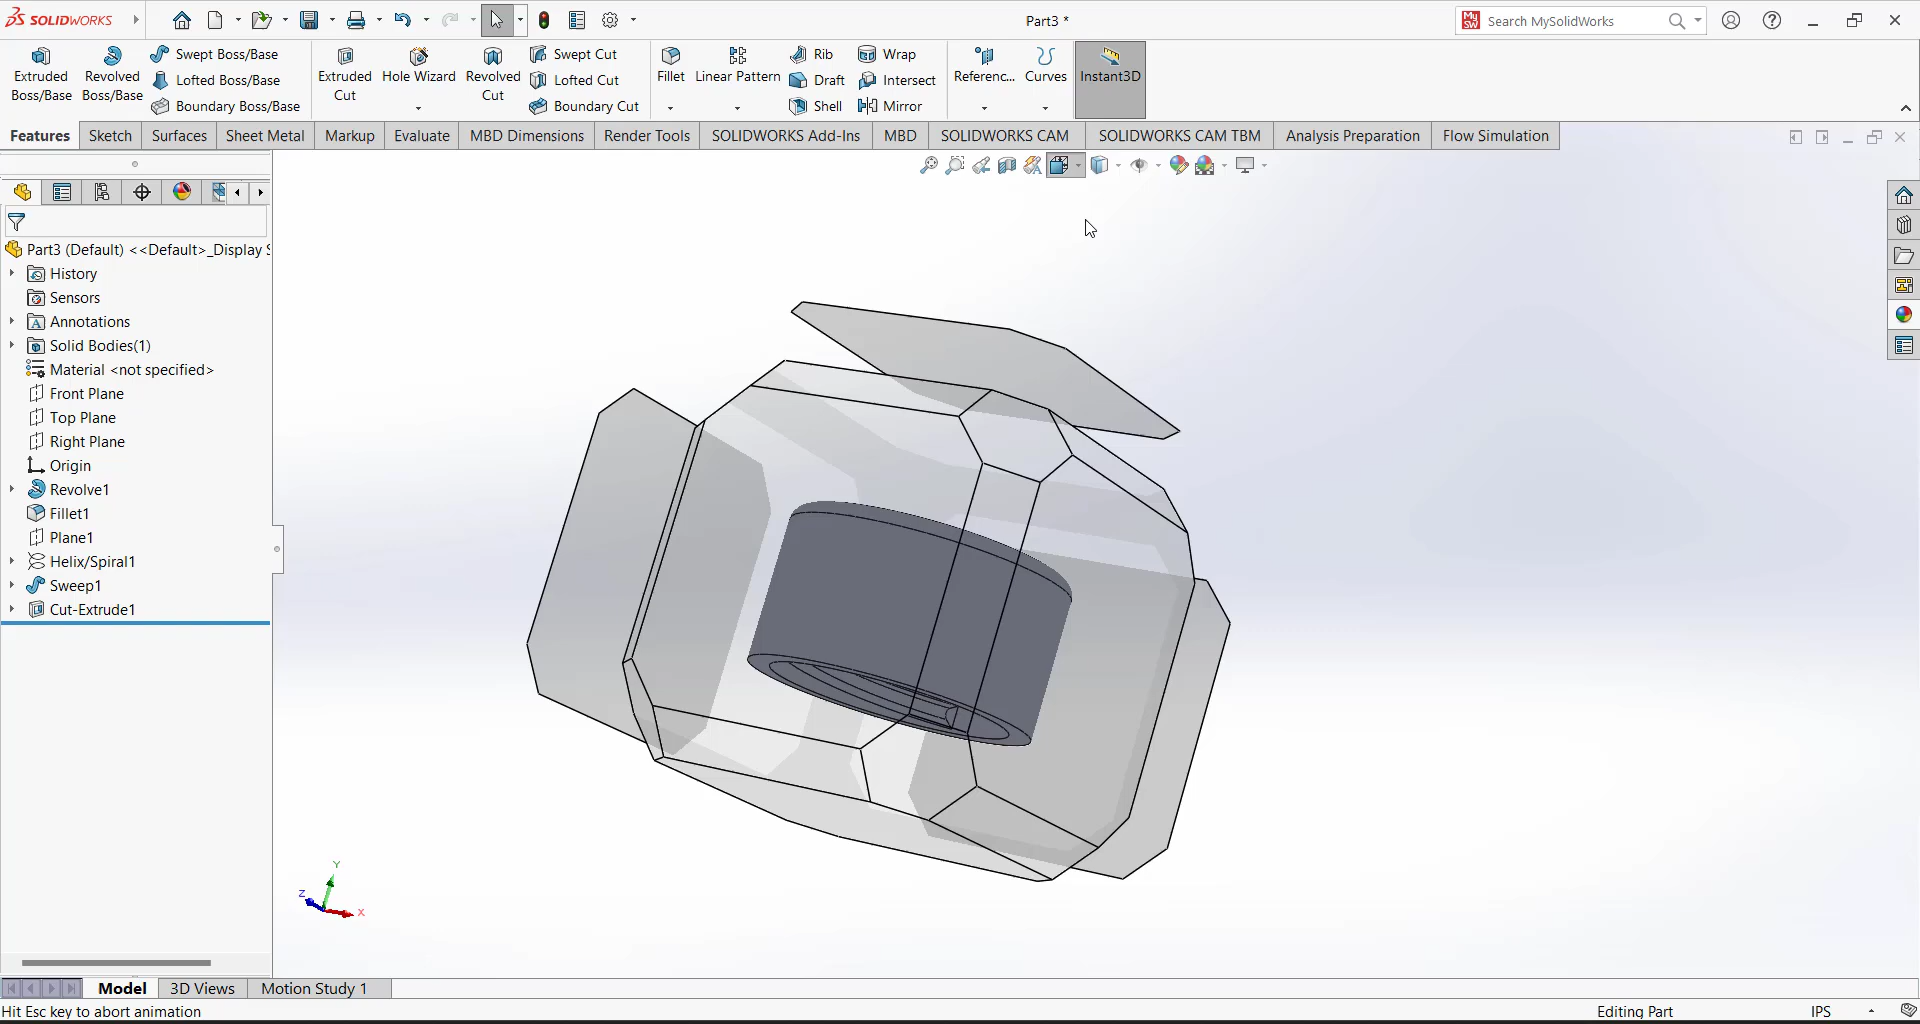 SOLIDWORKS
Part3 *
Search MySolidWorks
Extruded Boss/Base
Revolved Boss/Base
Swept Boss/Base
Lofted Boss/Base
Boundary Boss/Base
Extruded Cut
Hole Wizard
Revolved Cut
Swept Cut
Lofted Cut
Boundary Cut
Fillet
Linear Pattern
Rib
Draft
Shell
Wrap
Intersect
Mirror
Referenc...
Curves
Instant3D
Features
Sketch
Surfaces
Sheet Metal
Markup
Evaluate
MBD Dimensions
Render Tools
SOLIDWORKS Add-Ins
MBD
SOLIDWORKS CAM
SOLIDWORKS CAM TBM
Analysis Preparation
Flow Simulation
Part3 (Default) <<Default>_Display S
History
Sensors
Annotations
Solid Bodies(1)
Material <not specified>
Front Plane
Top Plane
Right Plane
Origin
Revolve1
Fillet1
Plane1
Helix/Spiral1
Sweep1
Cut-Extrude1
Y
Z
X
Model
3D Views
Motion Study 1
Hit Esc key to abort animation
Editing Part
IPS